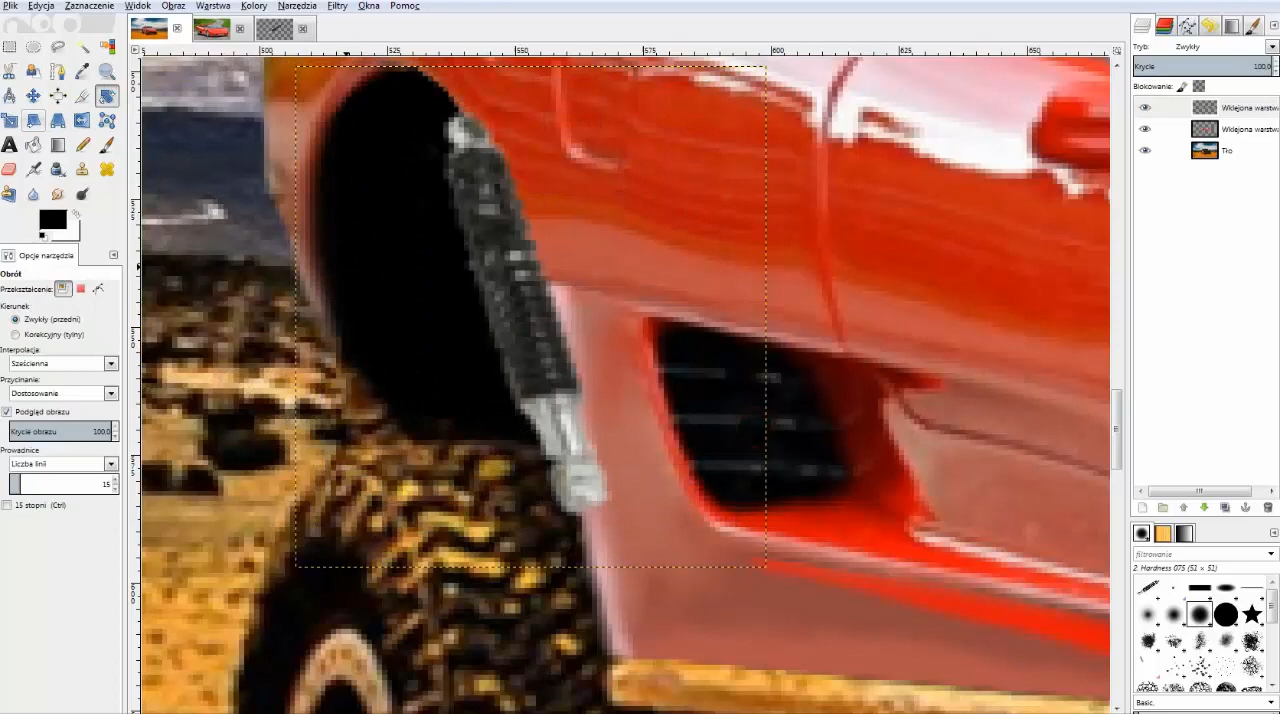 Plik Edycja Zaznaczenie Widok Obraz Warstwa Kolory Narzędzia Filtry Okna Pomoc
500 525 550 575 600 625 650
Opcje narzędzia
Obrót
Przekształcenie:
Kierunek:
Zwykły (przedni)
Korekcyjny (tylny)
Interpolacja:
Sześcienna
Przycinanie:
Dostosowanie
Podgląd obrazu
Krycie obrazu 100,0
Prowadnice
Liczba linii
15
15 stopni (Ctrl)
Tryb: Zwykły
Krycie 100,0
Blokowanie:
Wklejona warstwa
Wklejona warstwa
Tło
filtrowanie
2. Hardness 075 (51 × 51)
Basic,